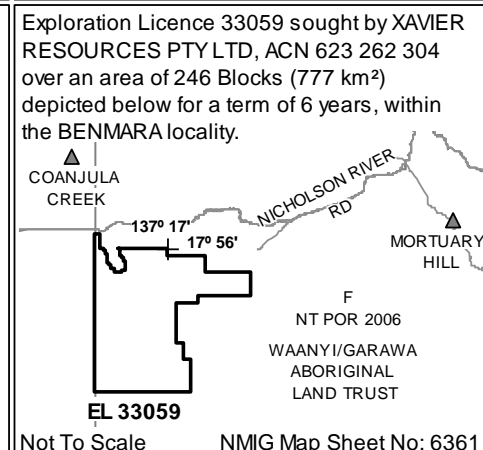 Exploration Licence 33059 sought by XAVIER
RESOURCES PTY LTD, ACN 623 262 304
over an area of 246 Blocks (777 km²)
depicted below for a term of 6 years, within
the BENMARA locality.
COANJULA
CREEK
NICHOLSON RIVER
RD
137° 17'
17° 56'
MORTUARY
HILL
F
NT POR 2006
WAANYI/GARAWA
ABORIGINAL
LAND TRUST
EL 33059
Not To Scale NMIG Map Sheet No: 6361